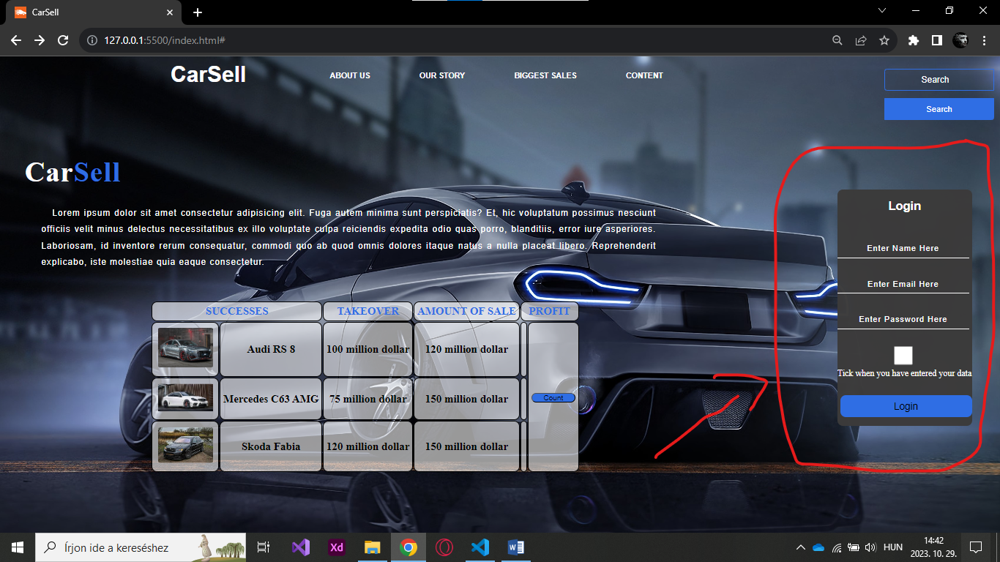 CarSell
127.0.0.1:5500/index.html#
CarSell
ABOUT US
OUR STORY
BIGGEST SALES
CONTENT
Search
Search
CarSell
Lorem ipsum dolor sit amet consectetur adipisicing elit. Fuga autem minima sunt perspiciatis? Et, hic voluptatum possimus nesciunt
officiis velit minus delectus necessitatibus ex illo voluptate culpa reiciendis expedita odio quas porro, blanditiis, error iure asperiores.
Laboriosam, id inventore rerum consequatur, commodi quo ab quod omnis dolores itaque natus a nulla placeat libero. Reprehenderit
explicabo, iste molestiae quia eaque consectetur.
SUCCESSES TAKEOVER AMOUNT OF SALE PROFIT
Audi RS 8 100 million dollar 120 million dollar
Mercedes C63 AMG 75 million dollar 150 million dollar
Count
Skoda Fabia 120 million dollar 150 million dollar
Login
Enter Name Here
Enter Email Here
Enter Password Here
Tick when you have entered your data
Login
Írjon ide a kereséshez
Xd
W
HUN
14:42
2023. 10. 29.